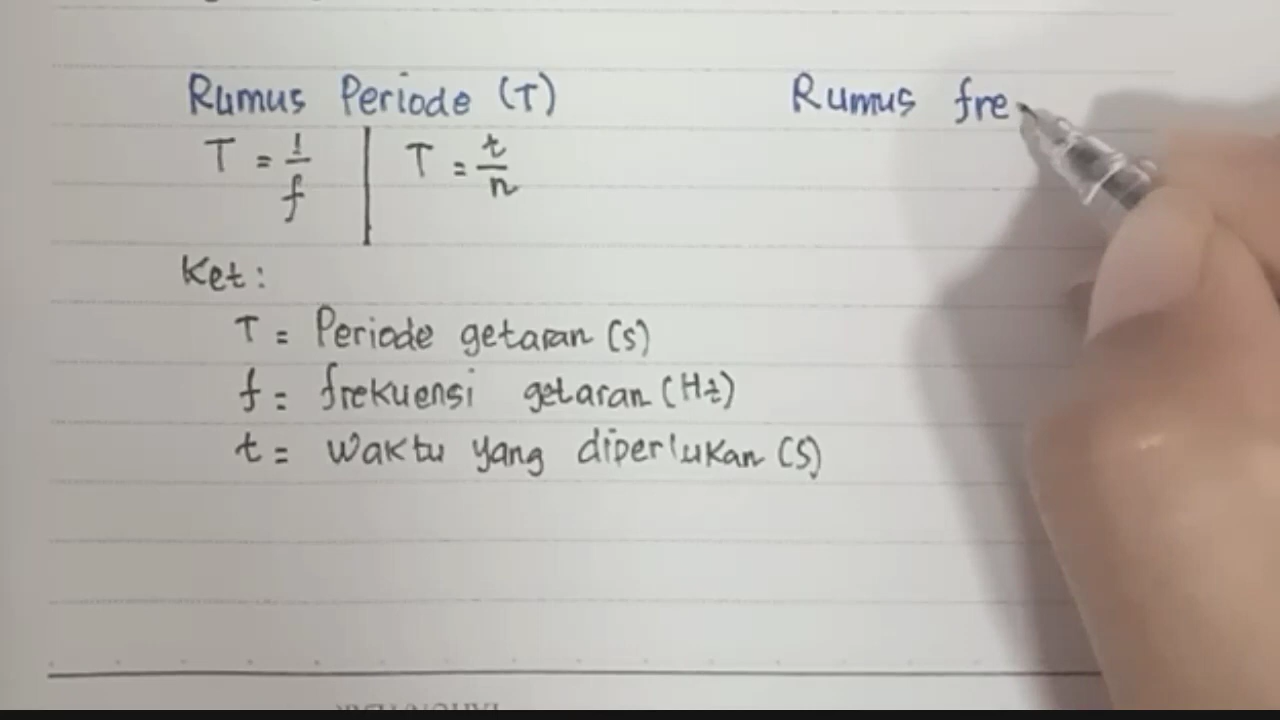 Rumus Periode (T)
T = 1/f | T = t/n
Rumus fre
Ket:
T = Periode getaran (s)
f = frekuensi getaran (Hz)
t = waktu yang diperlukan (s)